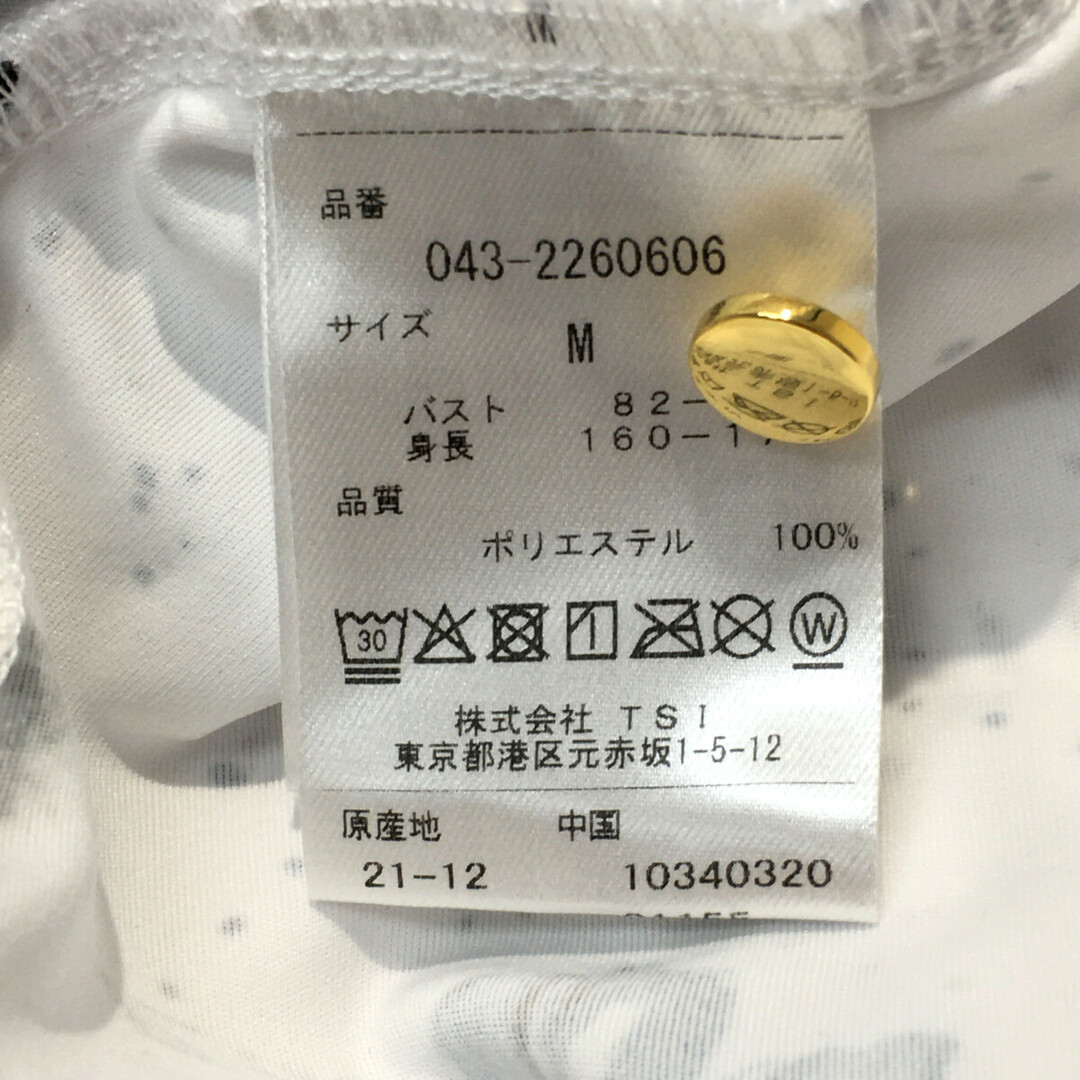 品番
043-2260606
サイズ M
バスト 82-
身長 160-17
品質
ポリエステル 100%
30
W
株式会社 TSI
東京都港区元赤坂1-5-12
原産地 中国
21-12 10340320